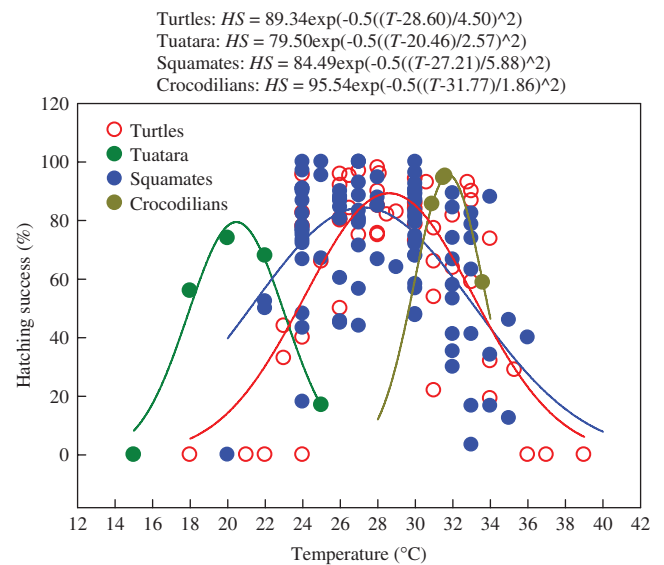 Turtles: HS = 89.34exp(-0.5((T-28.60)/4.50)^2)
Tuatara: HS = 79.50exp(-0.5((T-20.46)/2.57)^2)
Squamates: HS = 84.49exp(-0.5((T-27.21)/5.88)^2)
Crocodilians: HS = 95.54exp(-0.5((T-31.77)/1.86)^2)
120
100
80
60
40
20
0
Hatching success (%)
Turtles
Tuatara
Squamates
Crocodilians
12 14 16 18 20 22 24 26 28 30 32 34 36 38 40 42
Temperature (°C)